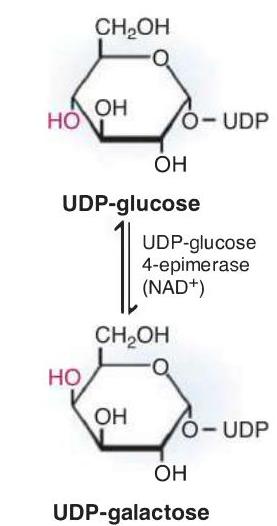 CH₂OH
O
OH
HO
O – UDP
OH
UDP-glucose
UDP-glucose
4-epimerase
(NAD⁺)
CH₂OH
HO
O
OH
O – UDP
OH
UDP-galactose